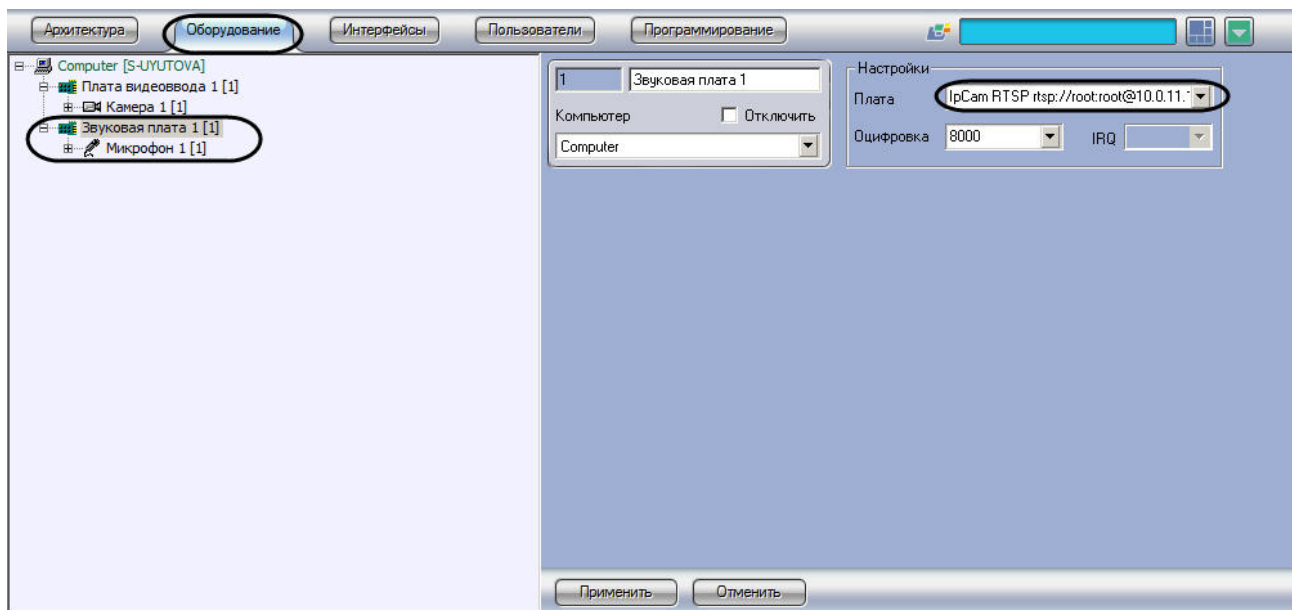 Архитектура Оборудование Интерфейсы Пользователи Программирование
Computer [S-UYUTOVA]
Плата видеоввода 1 [1]
Камера 1 [1]
Звуковая плата 1 [1]
Микрофон 1 [1]
1 Звуковая плата 1
Компьютер Отключить
Computer
Настройки
Плата IpCam RTSP rtsp://root:root@10.0.11.
Оцифровка 8000 IRQ
Применить Отменить